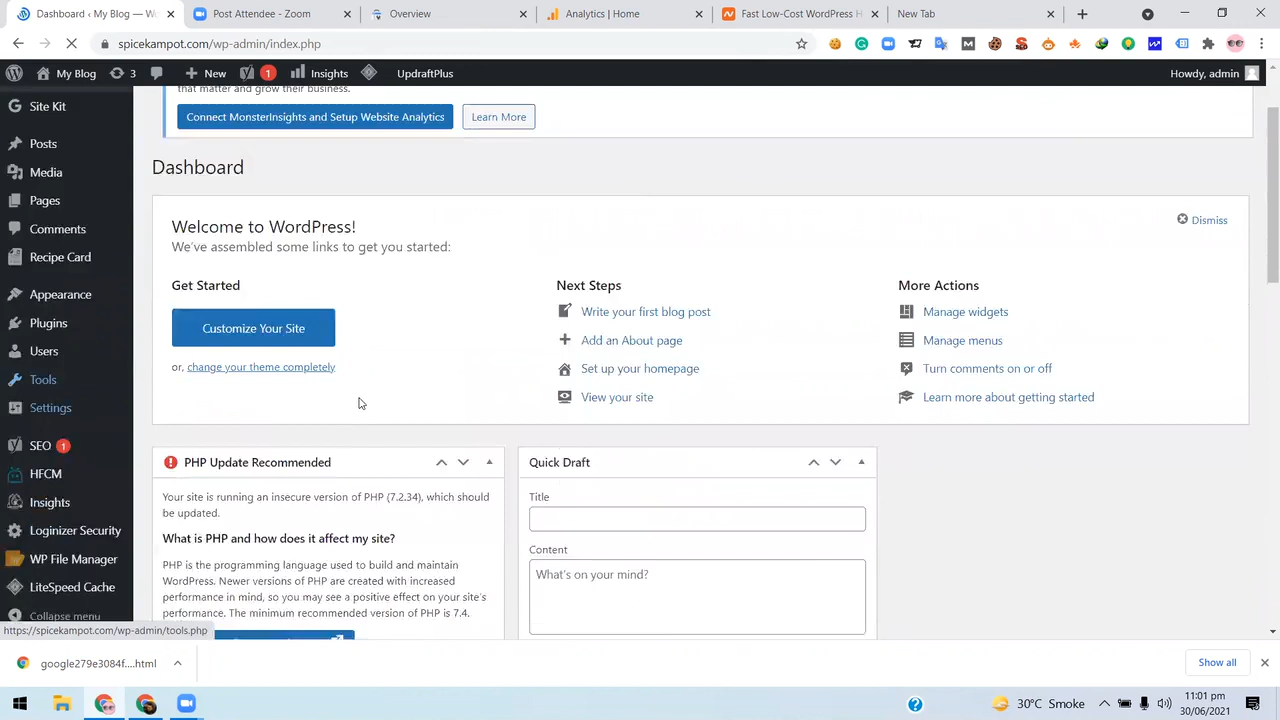 Dashboard ‹ My Blog — W
Post Attendee - Zoom
Overview
Analytics | Home
Fast Low-Cost WordPress H
New Tab
spicekampot.com/wp-admin/index.php
My Blog
3
New
1
Insights
UpdraftPlus
Howdy, admin
Site Kit
Posts
Media
Pages
Comments
Recipe Card
Appearance
Plugins
Users
Tools
Settings
SEO 1
HFCM
Insights
Loginizer Security
WP File Manager
LiteSpeed Cache
Collapse menu
that matter and grow their business.
Connect MonsterInsights and Setup Website Analytics
Learn More
Dashboard
Welcome to WordPress!
Dismiss
We've assembled some links to get you started:
Get Started
Customize Your Site
or, change your theme completely
Next Steps
Write your first blog post
Add an About page
Set up your homepage
View your site
More Actions
Manage widgets
Manage menus
Turn comments on or off
Learn more about getting started
PHP Update Recommended
Your site is running an insecure version of PHP (7.2.34), which should
be updated.
What is PHP and how does it affect my site?
PHP is the programming language used to build and maintain
WordPress. Newer versions of PHP are created with increased
performance in mind, so you may see a positive effect on your site's
performance. The minimum recommended version of PHP is 7.4.
Quick Draft
Title
Content
What's on your mind?
https://spicekampot.com/wp-admin/tools.php
google279e3084f....html
Show all
30°C Smoke
11:01 pm
30/06/2021